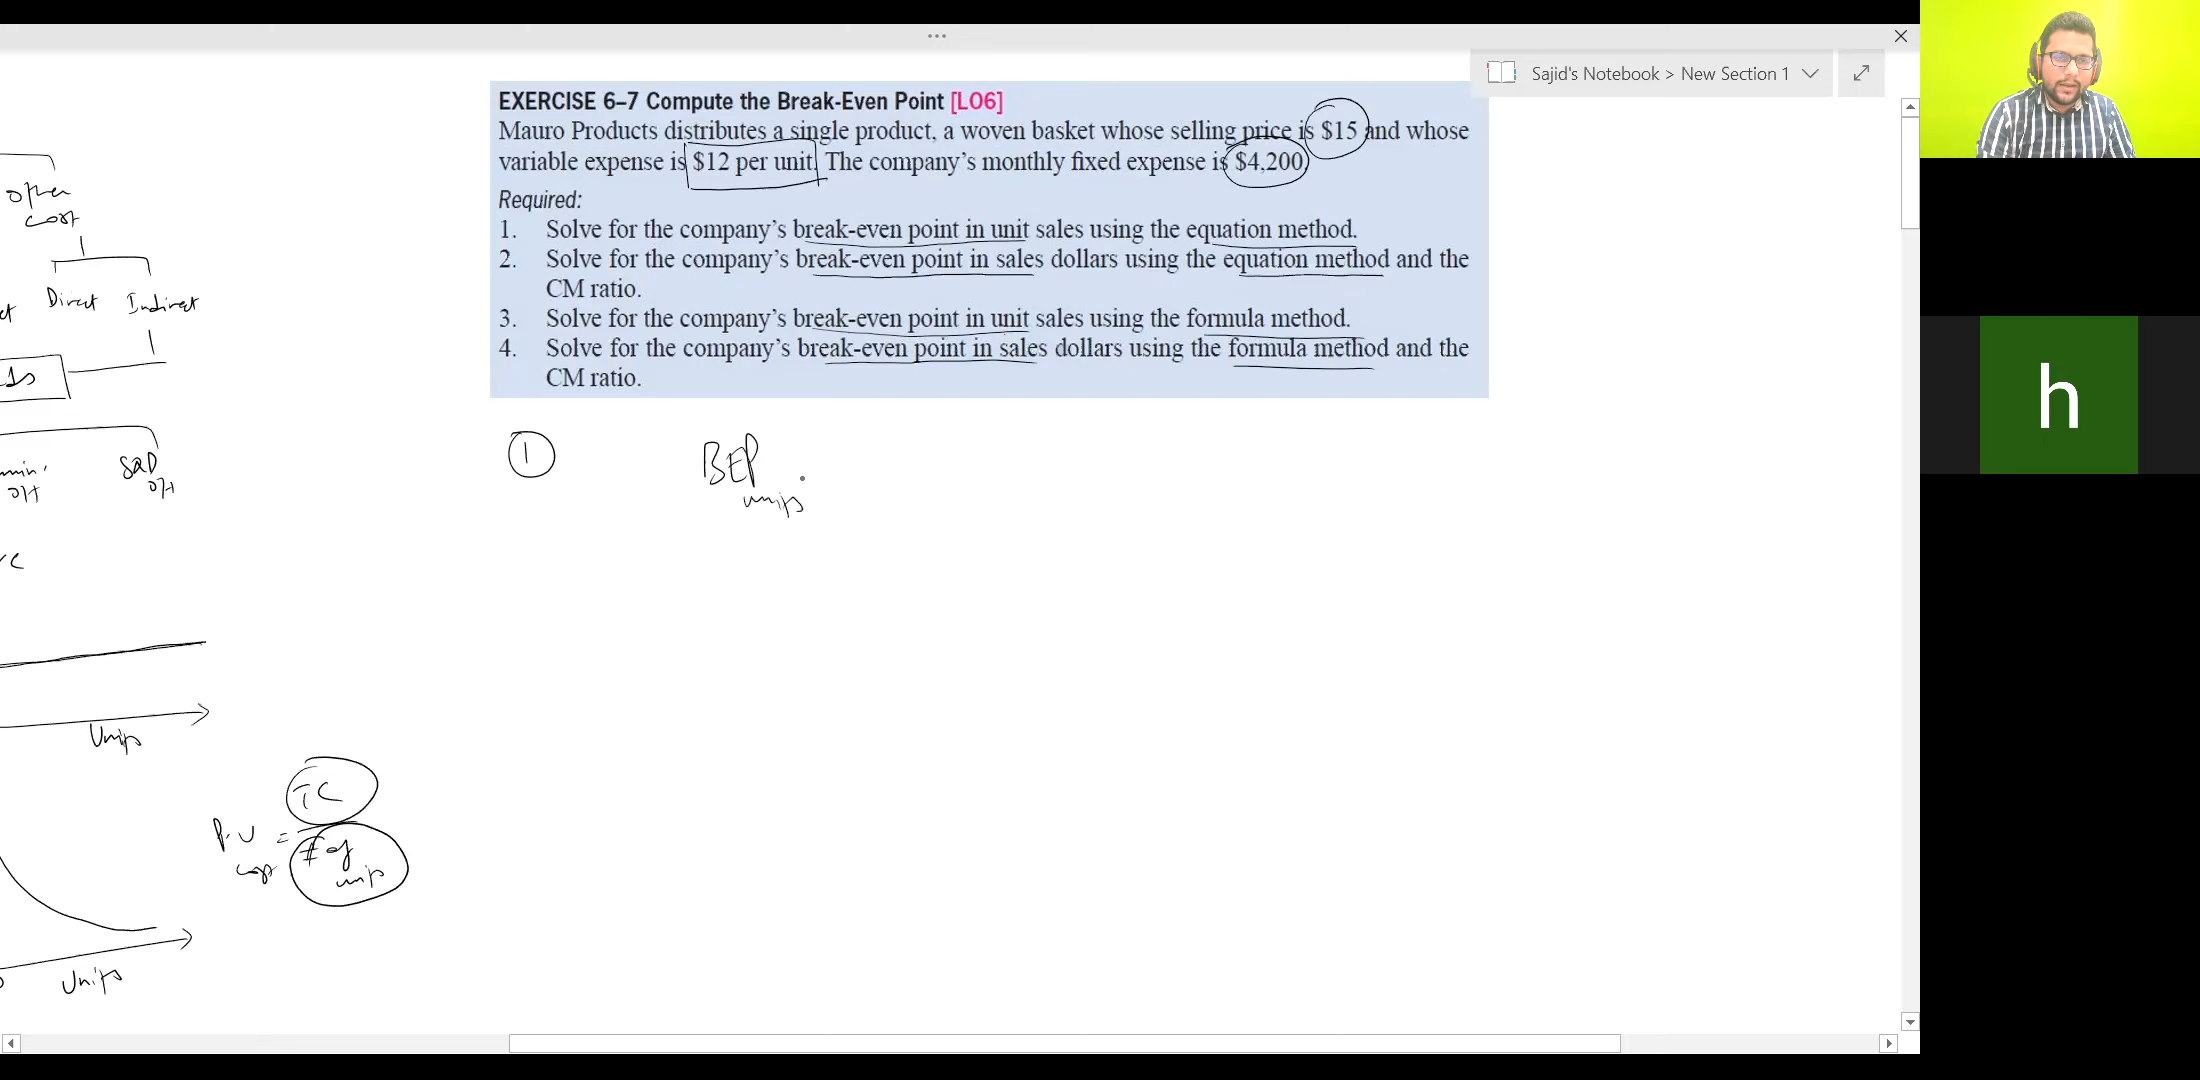 Sajid's Notebook > New Section 1
EXERCISE 6–7 Compute the Break-Even Point [LO6]
Mauro Products distributes a single product, a woven basket whose selling price is $15 and whose
variable expense is $12 per unit. The company's monthly fixed expense is $4,200.
Required:
1. Solve for the company's break-even point in unit sales using the equation method.
2. Solve for the company's break-even point in sales dollars using the equation method and the
CM ratio.
3. Solve for the company's break-even point in unit sales using the formula method.
4. Solve for the company's break-even point in sales dollars using the formula method and the
CM ratio.
other
cost
Direct Indirect
1
BEP
units
S&D
O/H
Units
TC
P.U =
cost
# of
units
Units
h